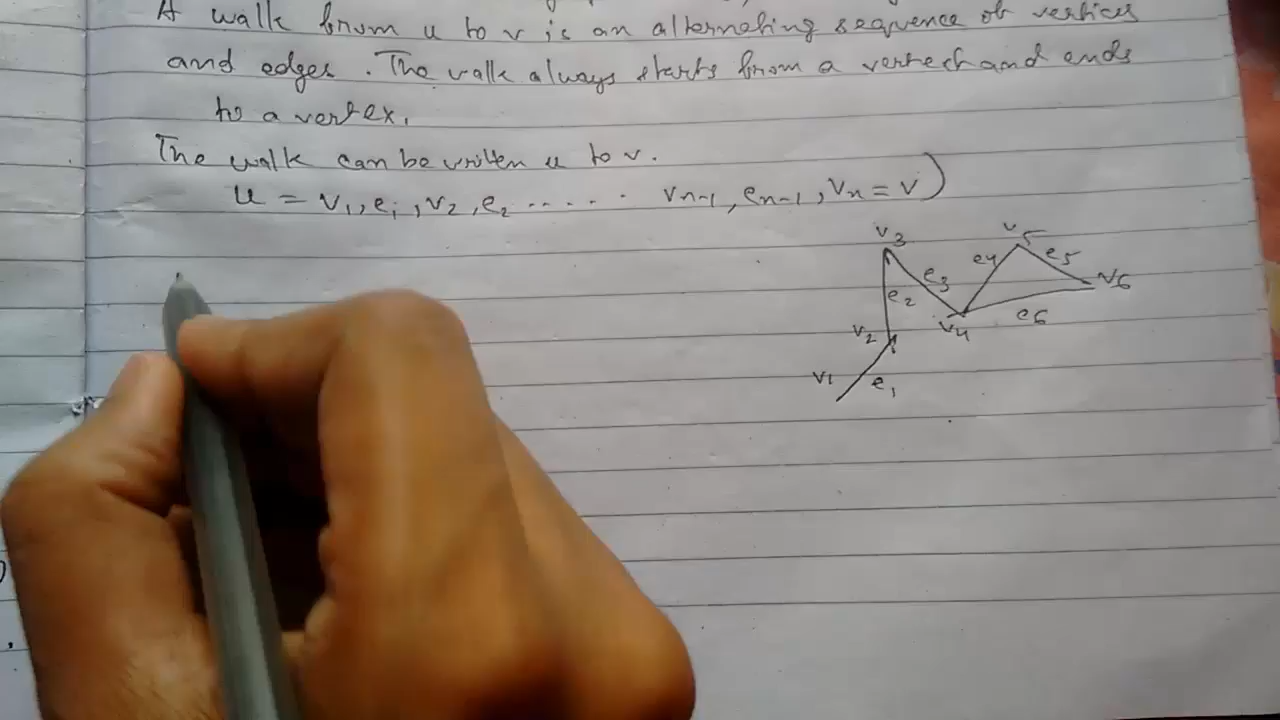 A walk from u to v is an alternating sequence of vertices
and edges. The walk always starts from a vertech and ends
to a vertex.
The walk can be written u to v.
u = v1, e1, v2, e2 ..... vn-1, en-1, vn = v)
v3
v5
e4
e5
e3
v6
e2
e6
v2
v4
v1
e1